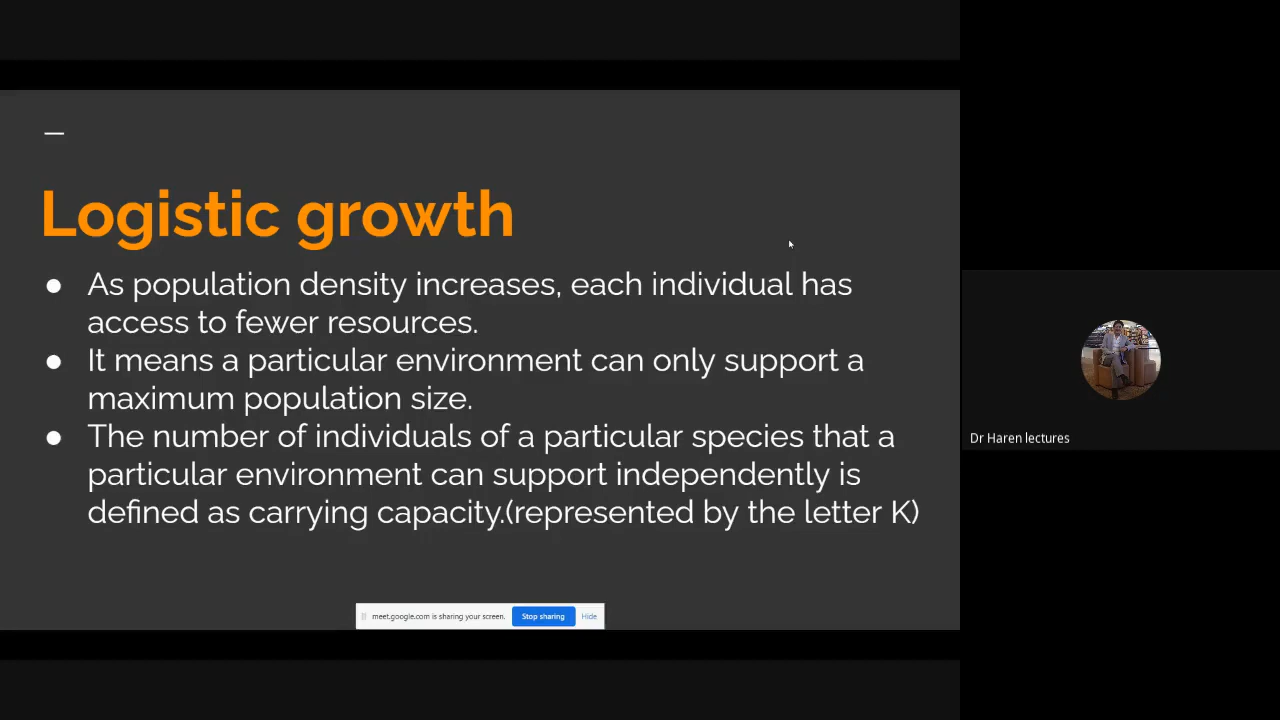 Logistic growth
● As population density increases, each individual has
access to fewer resources.
● It means a particular environment can only support a
maximum population size.
● The number of individuals of a particular species that a
particular environment can support independently is
defined as carrying capacity.(represented by the letter K)
Dr Haren lectures
meet.google.com is sharing your screen. Stop sharing Hide